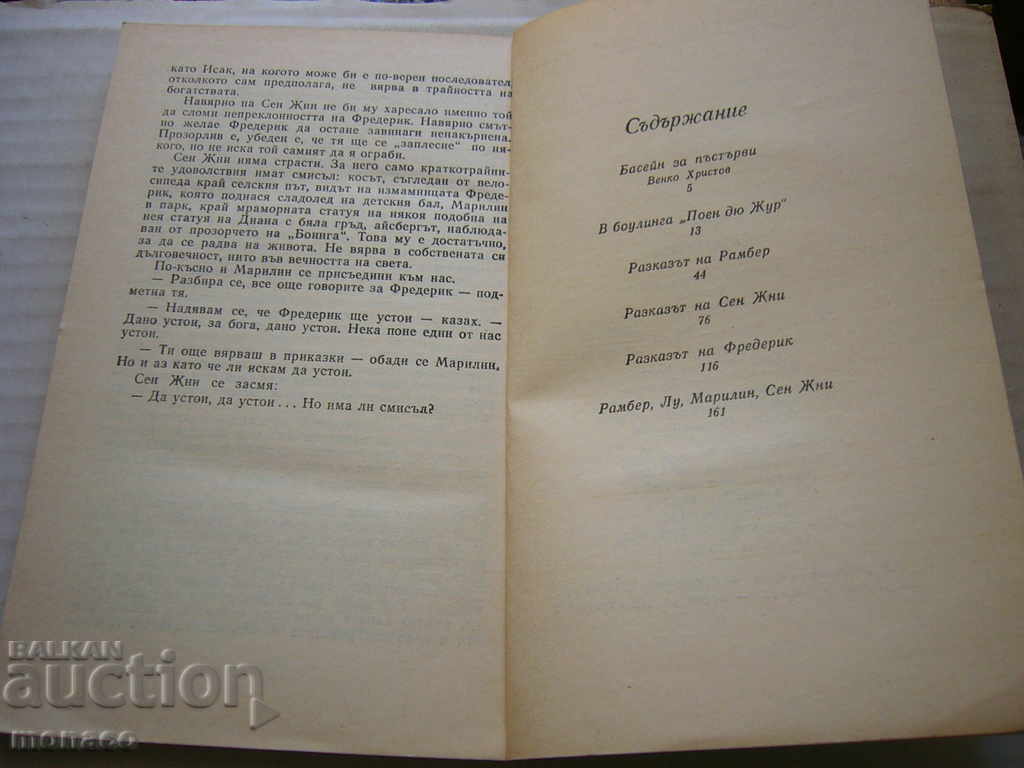 като Исак, на когото може би е по-верен последовател,
отколкото сам предполага, не вярва в трайността на
богатствата.
Навярно на Сен Жни не би му харесало именно той
да сломи непреклонността на Фредерик. Навярно смът-
но желае Фредерик да остане завинаги ненакърнена.
Прозорлив е, убеден е, че тя ще се „заплесне" по ня-
кого, но не иска той самият да я ограби.
Сен Жни няма страсти. За него само краткотрайни-
те удоволствия имат смисъл: косът, съгледан от вело-
сипеда край селския път, видът на измамницата Фреде-
рик, която поднася сладолед на детския бал, Марилин
в парк, край мраморната статуя на някоя подобна на
нея статуя на Диана с бяла гръд, айсбергът, наблюда-
ван от прозорчето на „Боинга". Това му е достатъчно,
за да се радва на живота. Не вярва в собствената си
дълговечност, нито във вечността на света.
По-късно и Марилин се присъедини към нас.
— Разбира се, все още говорите за Фредерик — под-
метна тя.
— Надявам се, че Фредерик ще устои — казах. —
Дано устои, за бога, дано устои. Нека поне един от нас
устои.
— Ти още вярваш в приказки — обади се Марилин.
Но и аз като че ли искам да устои.
Сен Жни се засмя:
— Да устои, да устои... Но има ли смисъл?
Съдържание
Басейн за пъстърви
Венко Христов
5
В боулинга „Поен дю Жур"
13
Разказът на Рамбер
44
Разказът на Сен Жни
76
Разказът на Фредерик
116
Рамбер, Лу, Марилин, Сен Жни
161
BALKAN
auction
monaco